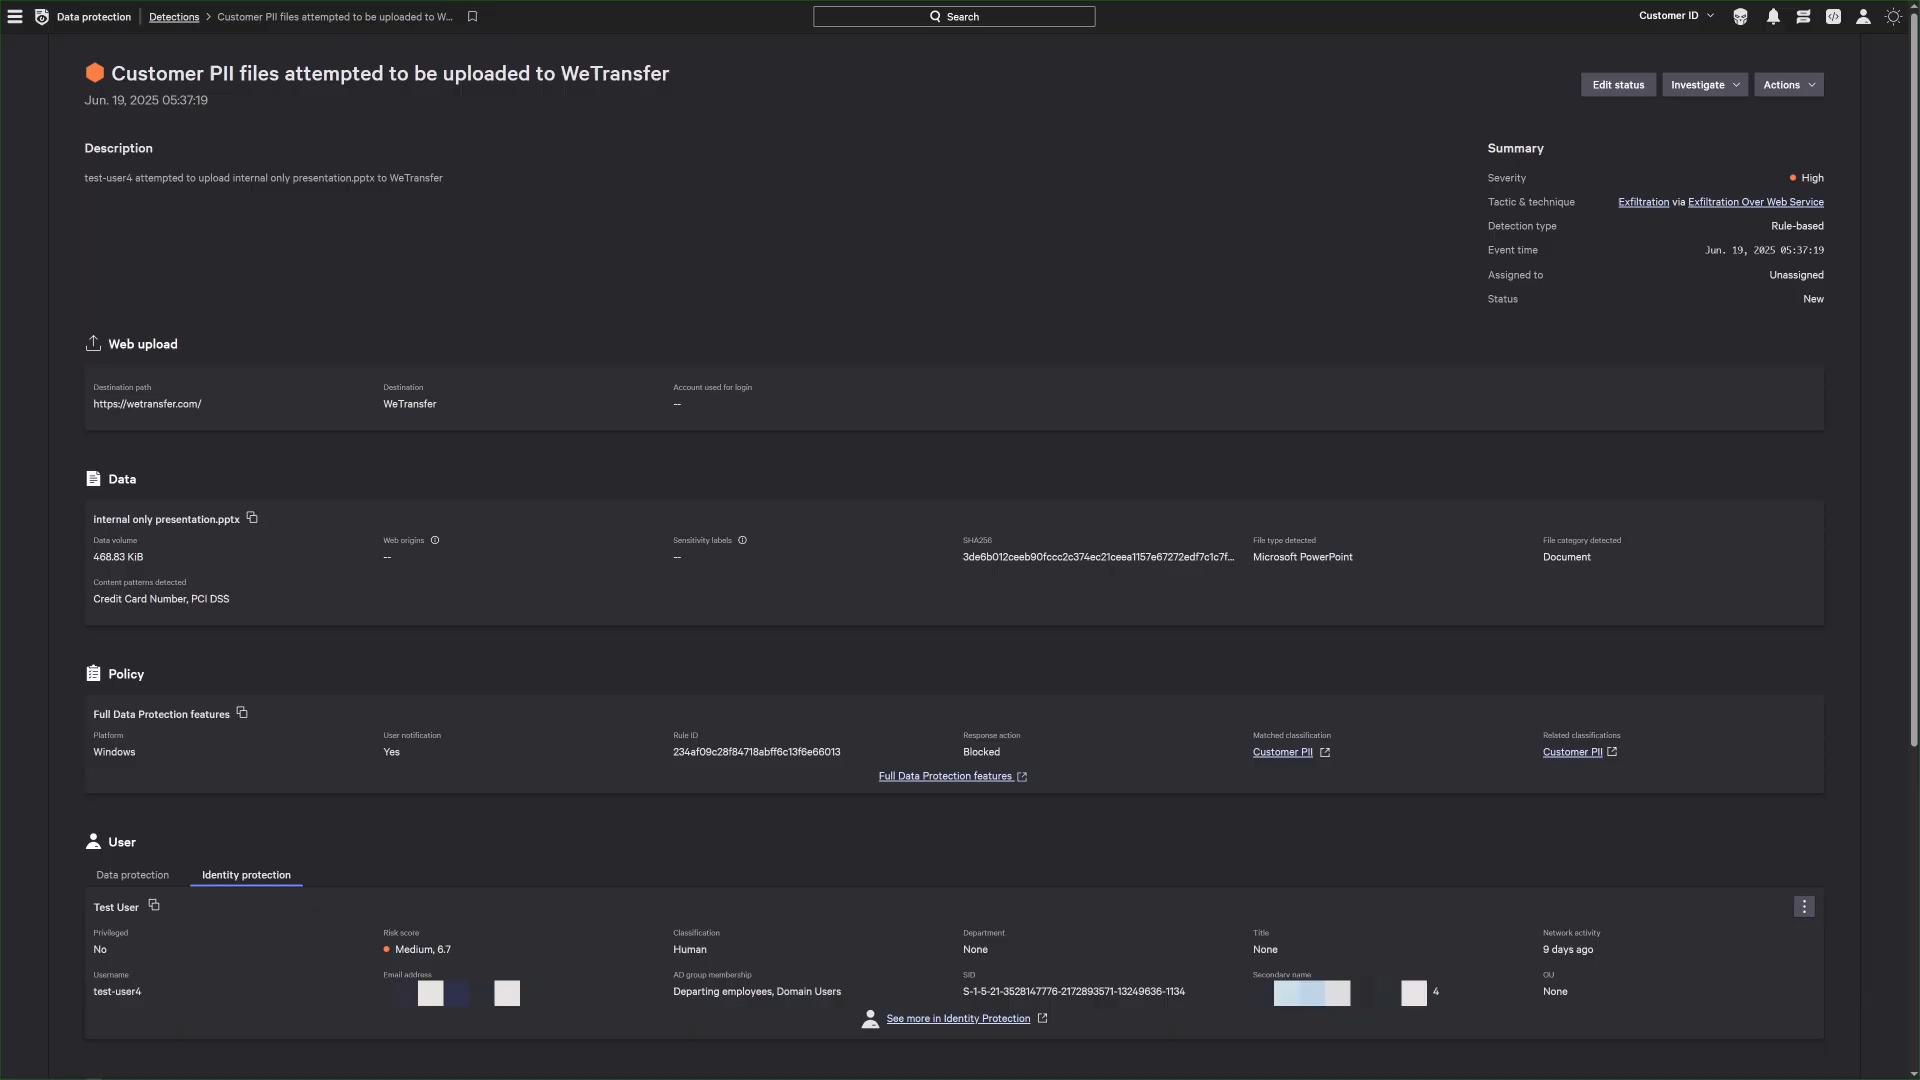 Data protection
Detections > Customer PII files attempted to be uploaded to W...
Search
Customer ID
Customer PII files attempted to be uploaded to WeTransfer
Jun. 19, 2025 05:37:19
Edit status
Investigate
Actions
Description
test-user4 attempted to upload internal only presentation.pptx to WeTransfer
Summary
Severity High
Tactic & technique Exfiltration via Exfiltration Over Web Service
Detection type Rule-based
Event time Jun. 19, 2025 05:37:19
Assigned to Unassigned
Status New
Web upload
Destination path Destination Account used for login
https://wetransfer.com/ WeTransfer --
Data
internal only presentation.pptx
Data volume Web origins Sensitivity labels SHA256 File type detected File category detected
468.83 KiB -- -- 3de6b012ceeb90fccc2c374ec21ceea1157e67272edf7c1c7f... Microsoft PowerPoint Document
Content patterns detected
Credit Card Number, PCI DSS
Policy
Full Data Protection features
Platform User notification Rule ID Response action Matched classification Related classifications
Windows Yes 234af09c28f84718abff6c13f6e66013 Blocked Customer PII Customer PII
Full Data Protection features
User
Data protection Identity protection
Test User
Privileged Risk score Classification Department Title Network activity
No Medium, 6.7 Human None None 9 days ago
Username Email address AD group membership SID Secondary name OU
test-user4 Departing employees, Domain Users S-1-5-21-3528147776-2172893571-13249636-1134 4 None
See more in Identity Protection